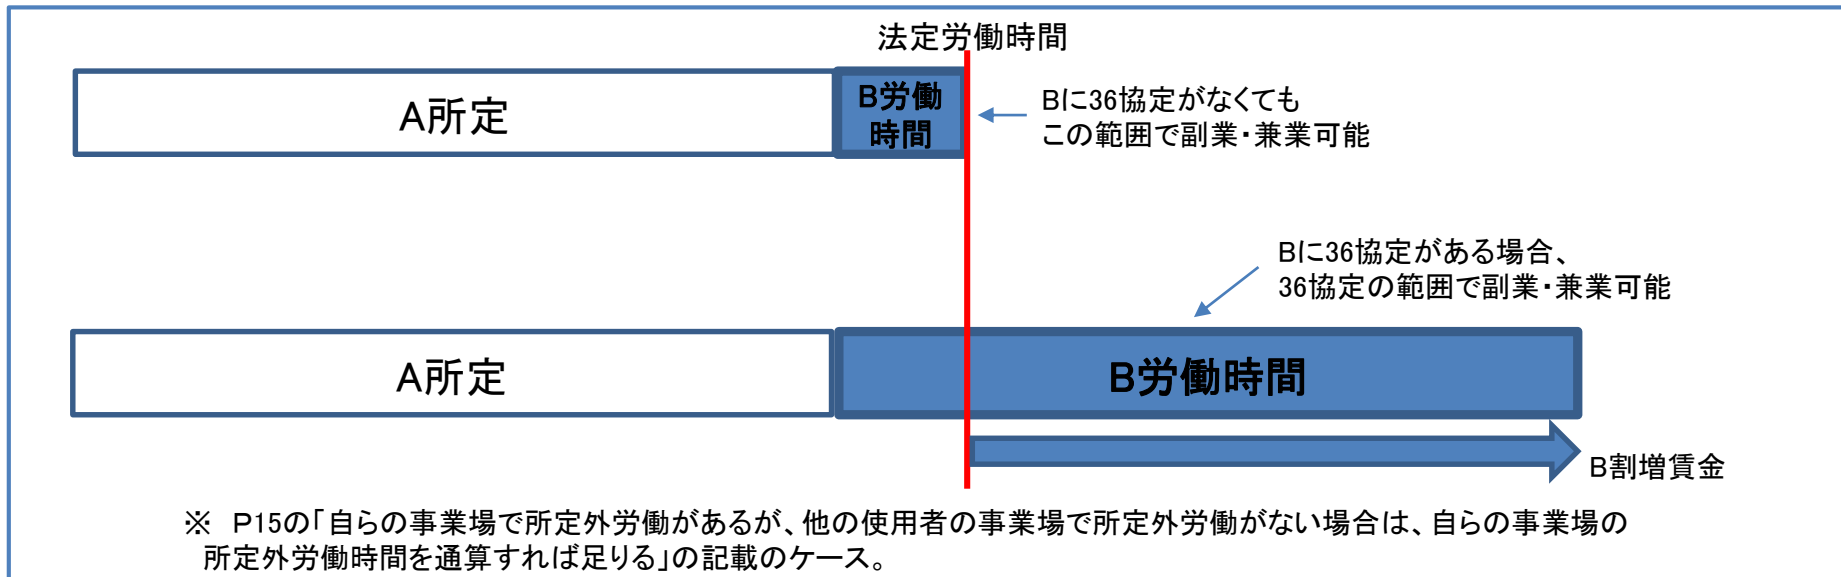 法定労働時間
A所定
B労働
時間
Bに36協定がなくても
この範囲で副業・兼業可能
Bに36協定がある場合、
36協定の範囲で副業・兼業可能
A所定
B労働時間
B割増賃金
※　P15の「自らの事業場で所定外労働があるが、他の使用者の事業場で所定外労働がない場合は、自らの事業場の
所定外労働時間を通算すれば足りる」の記載のケース。